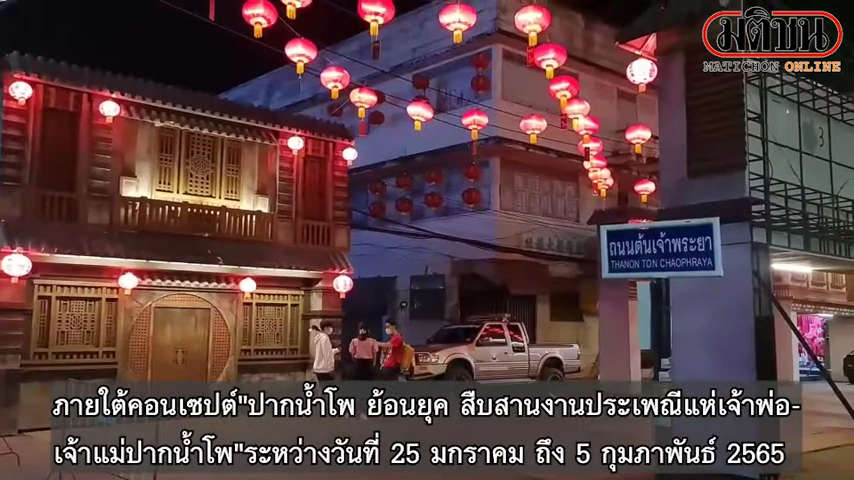 มติชน
MATICHON ONLINE
ถนนต้นเจ้าพระยา
THANON TON CHAOPHRAYA
ภายใต้คอนเซปต์"ปากน้ำโพ ย้อนยุค สืบสานงานประเพณีแห่เจ้าพ่อ-
เจ้าแม่ปากน้ำโพ"ระหว่างวันที่ 25 มกราคม ถึง 5 กุมภาพันธ์ 2565